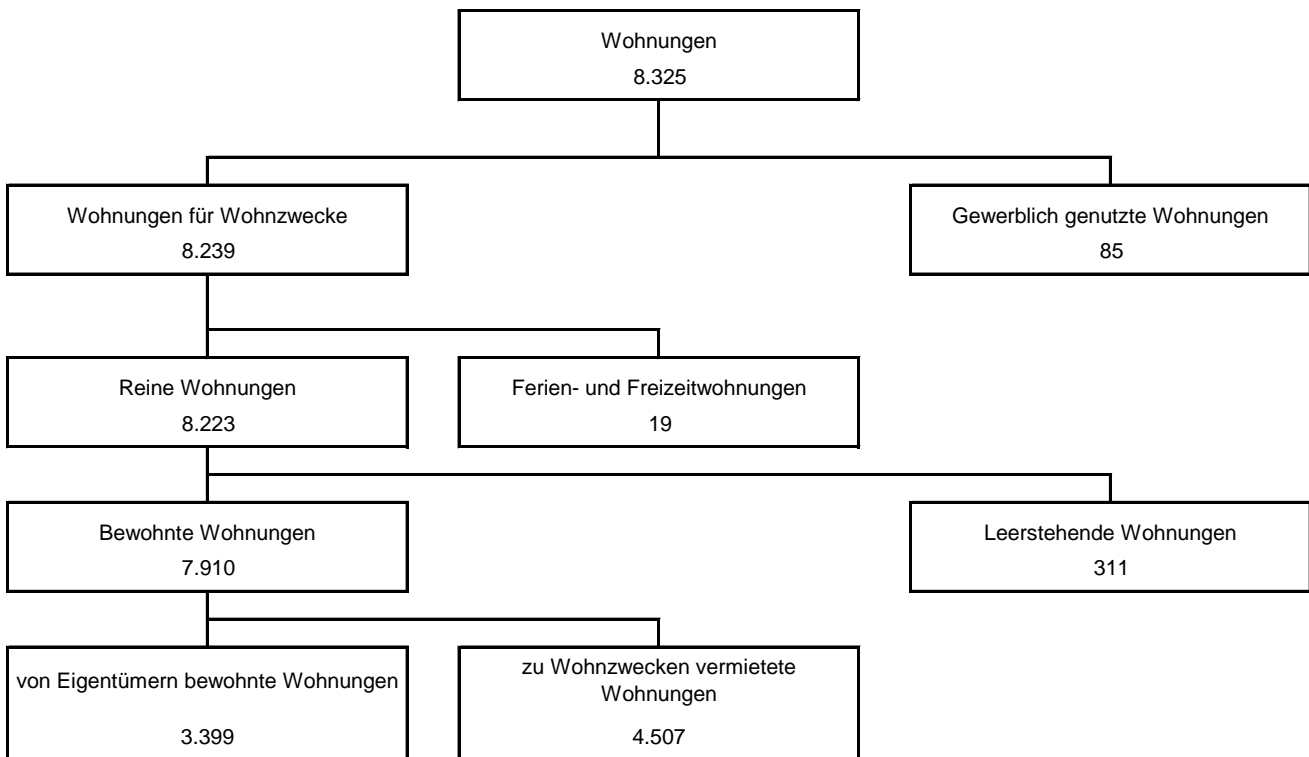 Wohnungen
8.325
Wohnungen für Wohnzwecke
8.239
Gewerblich genutzte Wohnungen
85
Reine Wohnungen
8.223
Ferien- und Freizeitwohnungen
19
Bewohnte Wohnungen
7.910
Leerstehende Wohnungen
311
von Eigentümern bewohnte Wohnungen
3.399
zu Wohnzwecken vermietete
Wohnungen
4.507